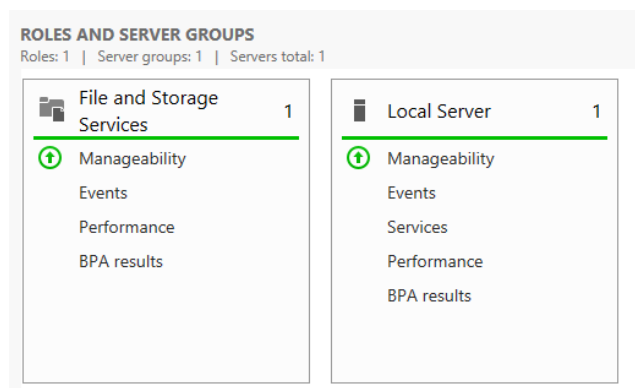 ROLES AND SERVER GROUPS
Roles: 1 | Server groups: 1 | Servers total: 1
File and Storage
Services
1
Manageability
Events
Performance
BPA results
Local Server 1
Manageability
Events
Services
Performance
BPA results